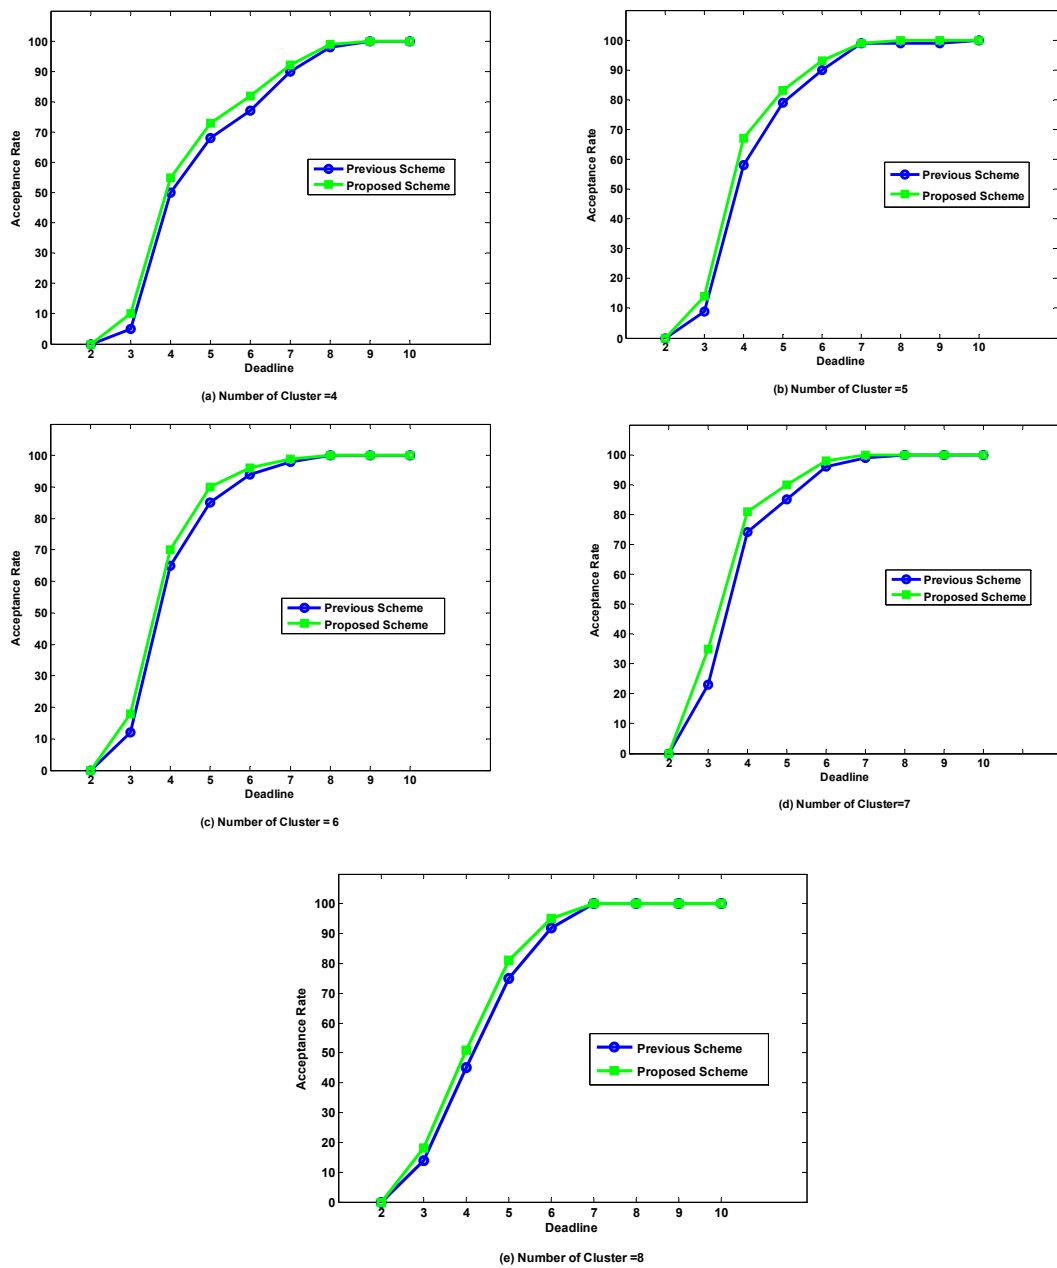 100
90
80
70
60
50
40
30
20
10
0
Acceptance Rate
Previous Scheme
Proposed Scheme
2 3 4 5 6 7 8 9 10
Deadline
(a) Number of Cluster =4
100
90
80
70
60
50
40
30
20
10
0
Acceptance Rate
Previous Scheme
Proposed Scheme
2 3 4 5 6 7 8 9 10
Deadline
(b) Number of Cluster =5
100
90
80
70
60
50
40
30
20
10
0
Acceptance Rate
Previous Scheme
Proposed Scheme
2 3 4 5 6 7 8 9 10
Deadline
(c) Number of Cluster = 6
100
90
80
70
60
50
40
30
20
10
0
Acceptance Rate
Previous Scheme
Proposed Scheme
2 3 4 5 6 7 8 9 10
Deadline
(d) Number of Cluster=7
100
90
80
70
60
50
40
30
20
10
0
Acceptance Rate
Previous Scheme
Proposed Scheme
2 3 4 5 6 7 8 9 10
Deadline
(e) Number of Cluster =8